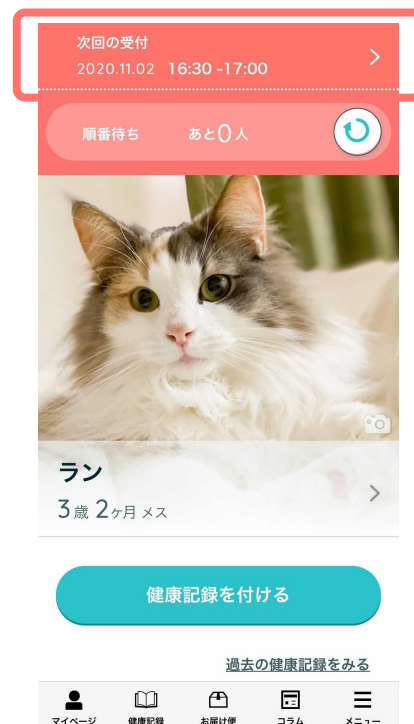 次回の受付
2020.11.02 16:30 -17:00
順番待ち あと0人
ラン
3歳 2ヶ月 メス
健康記録を付ける
過去の健康記録をみる
マイページ 健康記録 お届け便 コラム メニュー